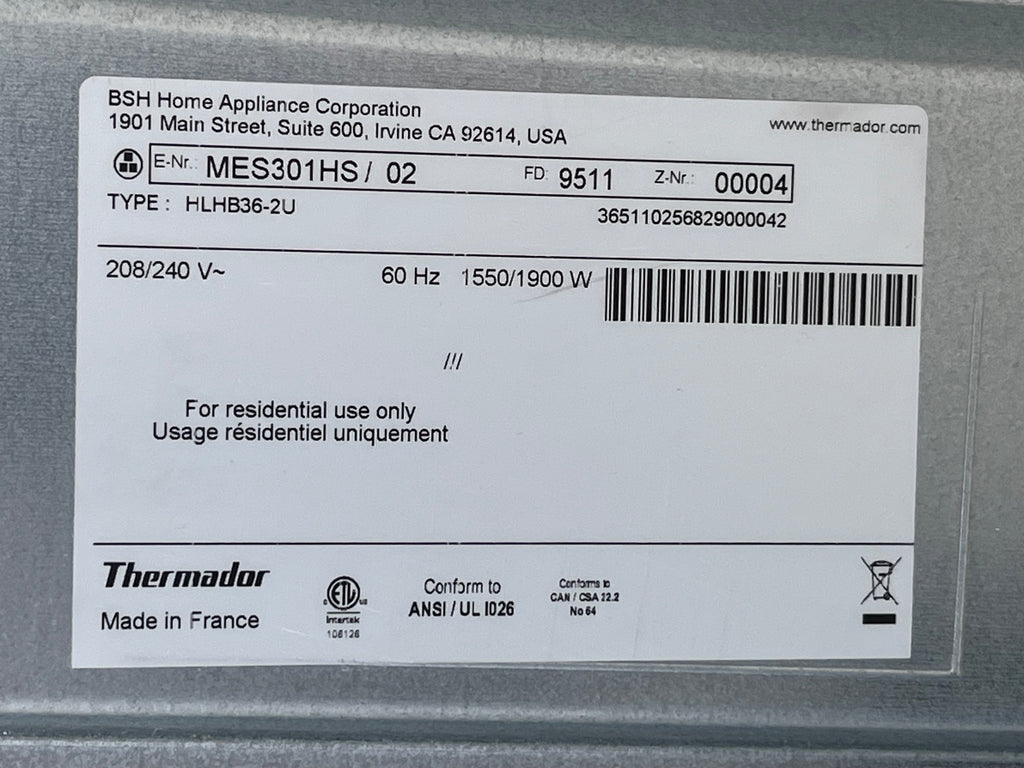 BSH Home Appliance Corporation
1901 Main Street, Suite 600, Irvine CA 92614, USA
www.thermador.com
E-Nr.: MES301HS / 02 FD: 9511 Z-Nr.: 00004
TYPE : HLHB36-2U 365110256829000042
208/240 V~ 60 Hz 1550/1900 W
///
For residential use only
Usage résidentiel uniquement
Thermador
Made in France
ETL
Intertek
106126
Conform to
ANSI / UL 1026
Conforms to
CAN / CSA 22.2
No 64